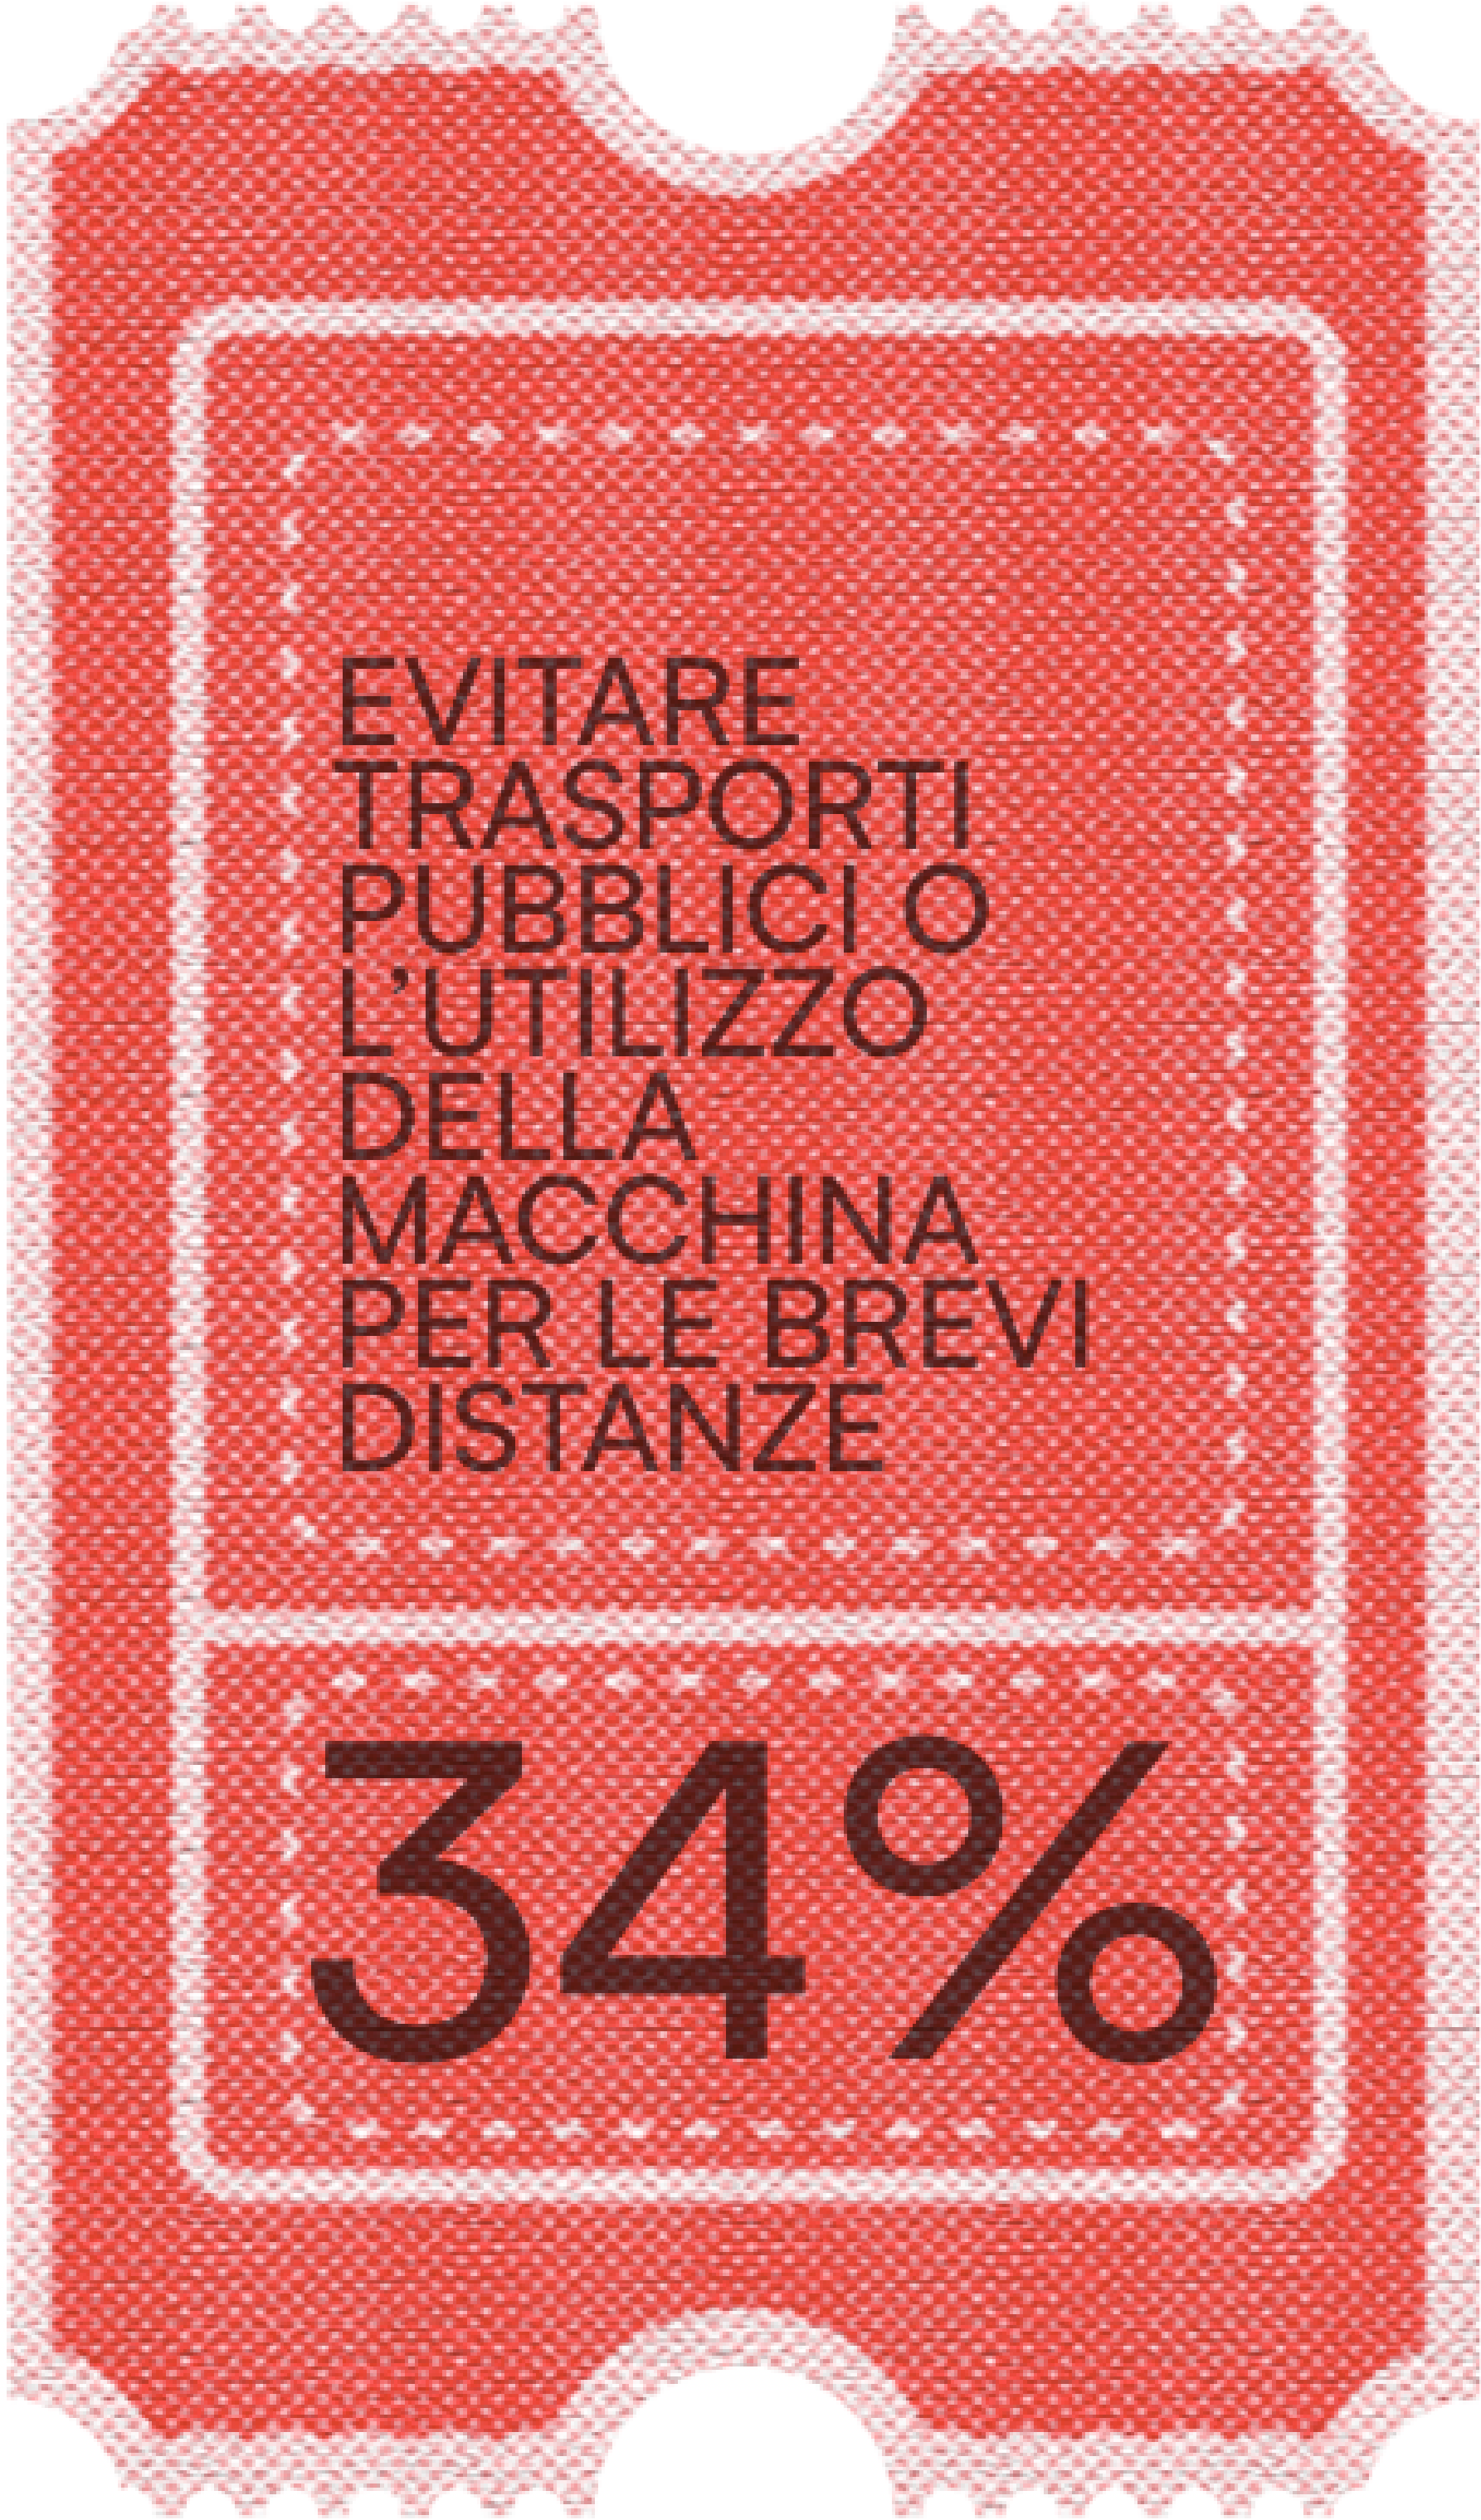 EVITARE
TRASPORTI
PUBBLICI O
L’UTILIZZO
DELLA
MACCHINA
PER LE BREVI
DISTANZE
34%